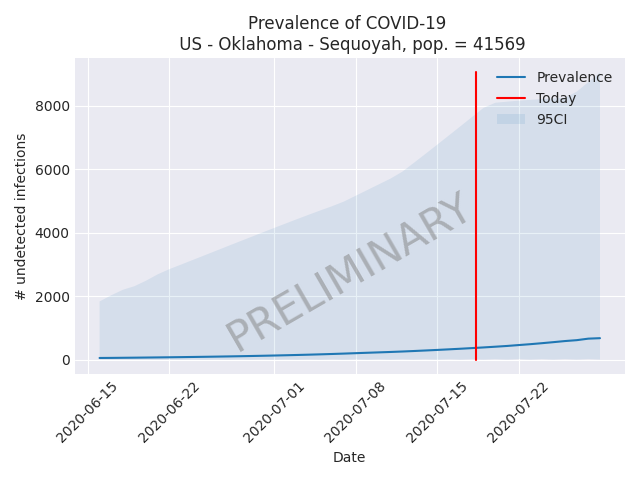 Prevalence of COVID-19
US - Oklahoma - Sequoyah, pop. = 41569
Prevalence
Today
95CI
# undetected infections
8000
6000
4000
2000
0
PRELIMINARY
2020-06-15
2020-06-22
2020-07-01
2020-07-08
2020-07-15
2020-07-22
Date